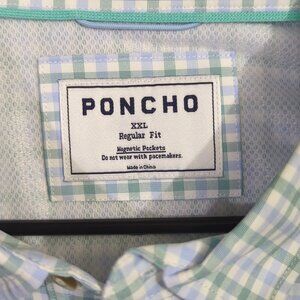 PONCHO
XXL
Regular Fit
Magnetic Pockets
Do not wear with pacemakers.
Made in China